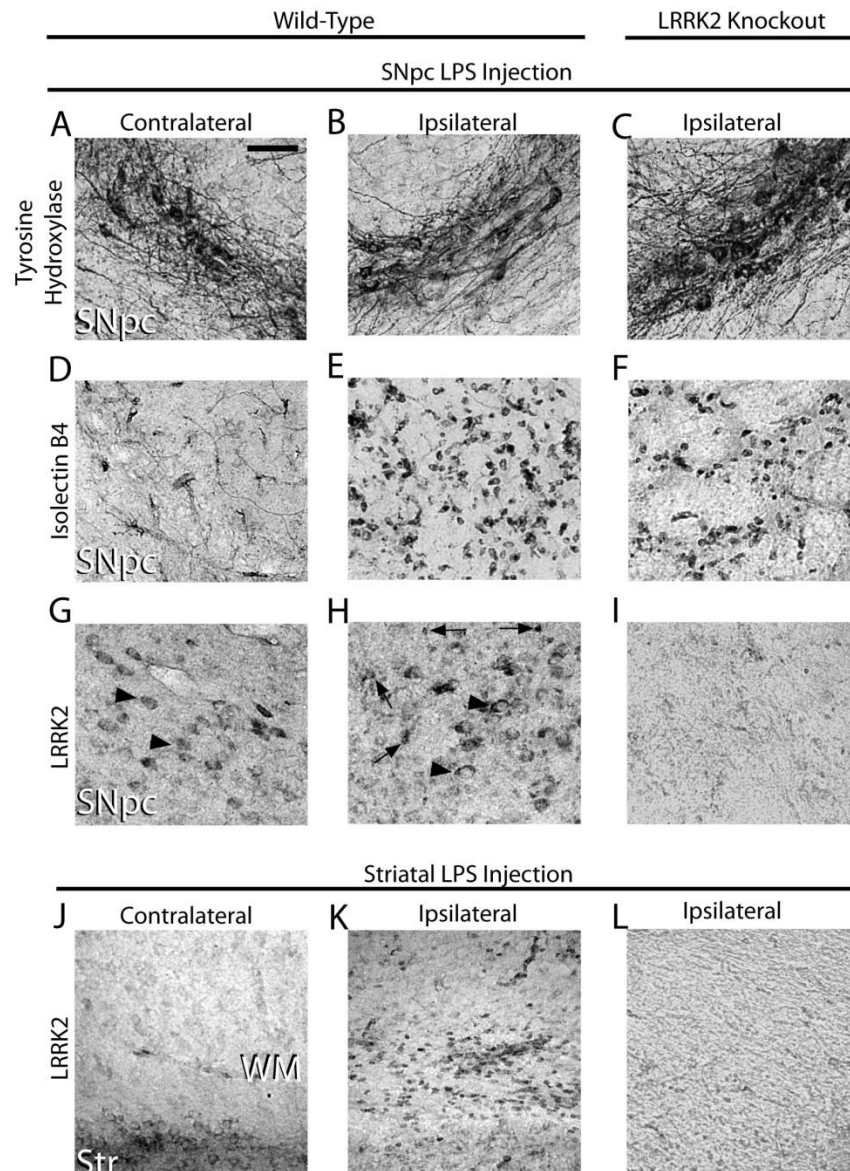 Wild-Type LRRK2 Knockout
SNpc LPS Injection
A Contralateral B Ipsilateral C Ipsilateral
Tyrosine
Hydroxylase
SNpc
D E F
Isolectin B4
SNpc
G H I
LRRK2
SNpc
Striatal LPS Injection
J Contralateral K Ipsilateral L Ipsilateral
LRRK2
WM
Str